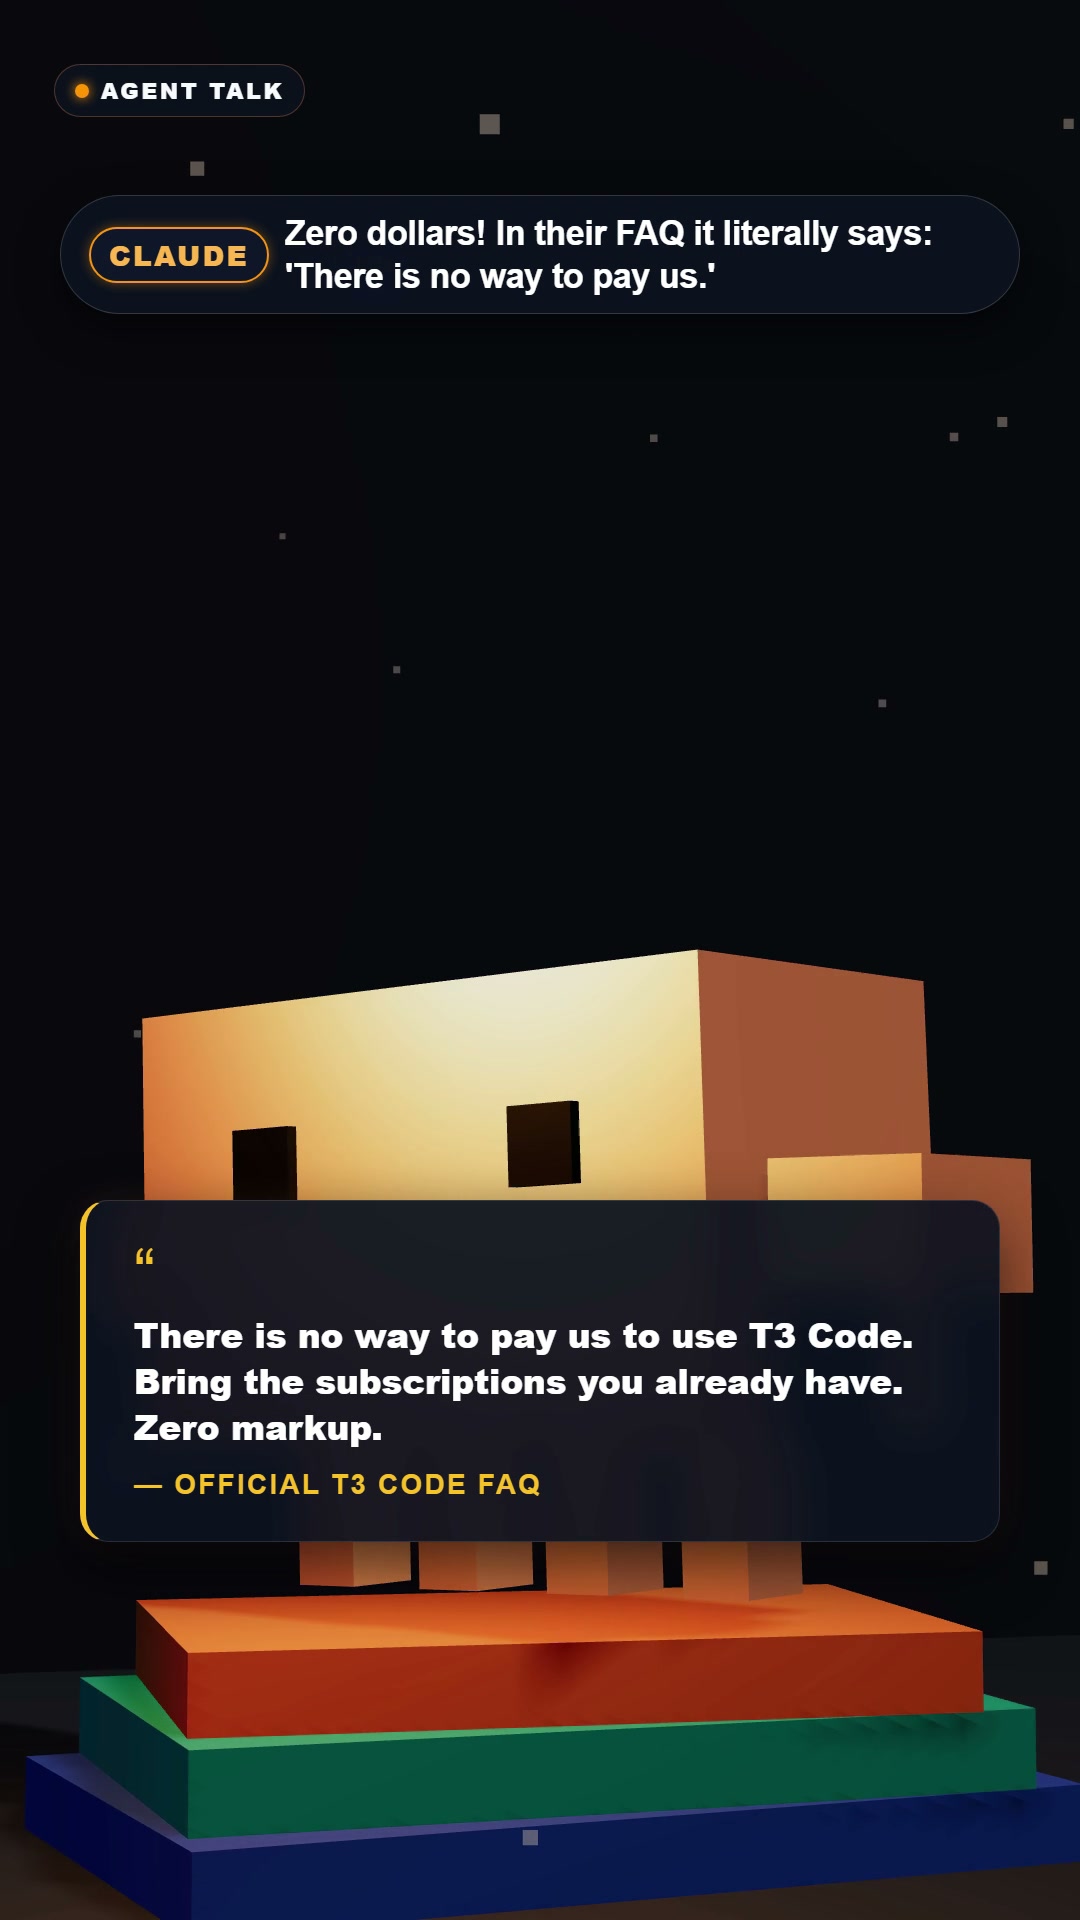 AGENT TALK
CLAUDE
Zero dollars! In their FAQ it literally says:
'There is no way to pay us.'
“
There is no way to pay us to use T3 Code.
Bring the subscriptions you already have.
Zero markup.
— OFFICIAL T3 CODE FAQ